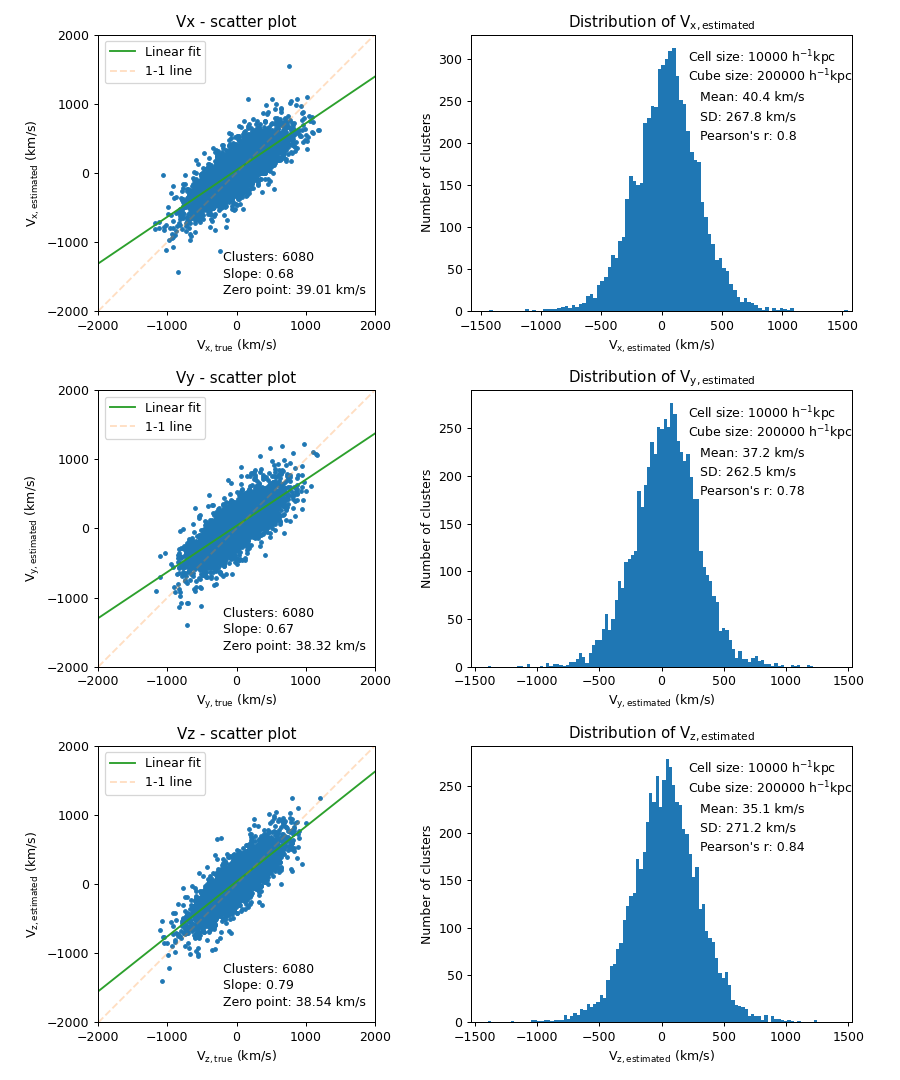 Vx - scatter plot
2000
1000
0
−1000
−2000
V_x, estimated (km/s)
Linear fit
1-1 line
Clusters: 6080
Slope: 0.68
Zero point: 39.01 km/s
−2000 −1000 0 1000 2000
V_x, true (km/s)
Distribution of V_x, estimated
300
250
200
150
100
50
0
Number of clusters
Cell size: 10000 h⁻¹kpc
Cube size: 200000 h⁻¹kpc
Mean: 40.4 km/s
SD: 267.8 km/s
Pearson's r: 0.8
−1500 −1000 −500 0 500 1000 1500
V_x, estimated (km/s)
Vy - scatter plot
2000
1000
0
−1000
−2000
V_y, estimated (km/s)
Linear fit
1-1 line
Clusters: 6080
Slope: 0.67
Zero point: 38.32 km/s
−2000 −1000 0 1000 2000
V_y, true (km/s)
Distribution of V_y, estimated
250
200
150
100
50
0
Number of clusters
Cell size: 10000 h⁻¹kpc
Cube size: 200000 h⁻¹kpc
Mean: 37.2 km/s
SD: 262.5 km/s
Pearson's r: 0.78
−1500 −1000 −500 0 500 1000 1500
V_y, estimated (km/s)
Vz - scatter plot
2000
1000
0
−1000
−2000
V_z, estimated (km/s)
Linear fit
1-1 line
Clusters: 6080
Slope: 0.79
Zero point: 38.54 km/s
−2000 −1000 0 1000 2000
V_z, true (km/s)
Distribution of V_z, estimated
250
200
150
100
50
0
Number of clusters
Cell size: 10000 h⁻¹kpc
Cube size: 200000 h⁻¹kpc
Mean: 35.1 km/s
SD: 271.2 km/s
Pearson's r: 0.84
−1500 −1000 −500 0 500 1000 1500
V_z, estimated (km/s)